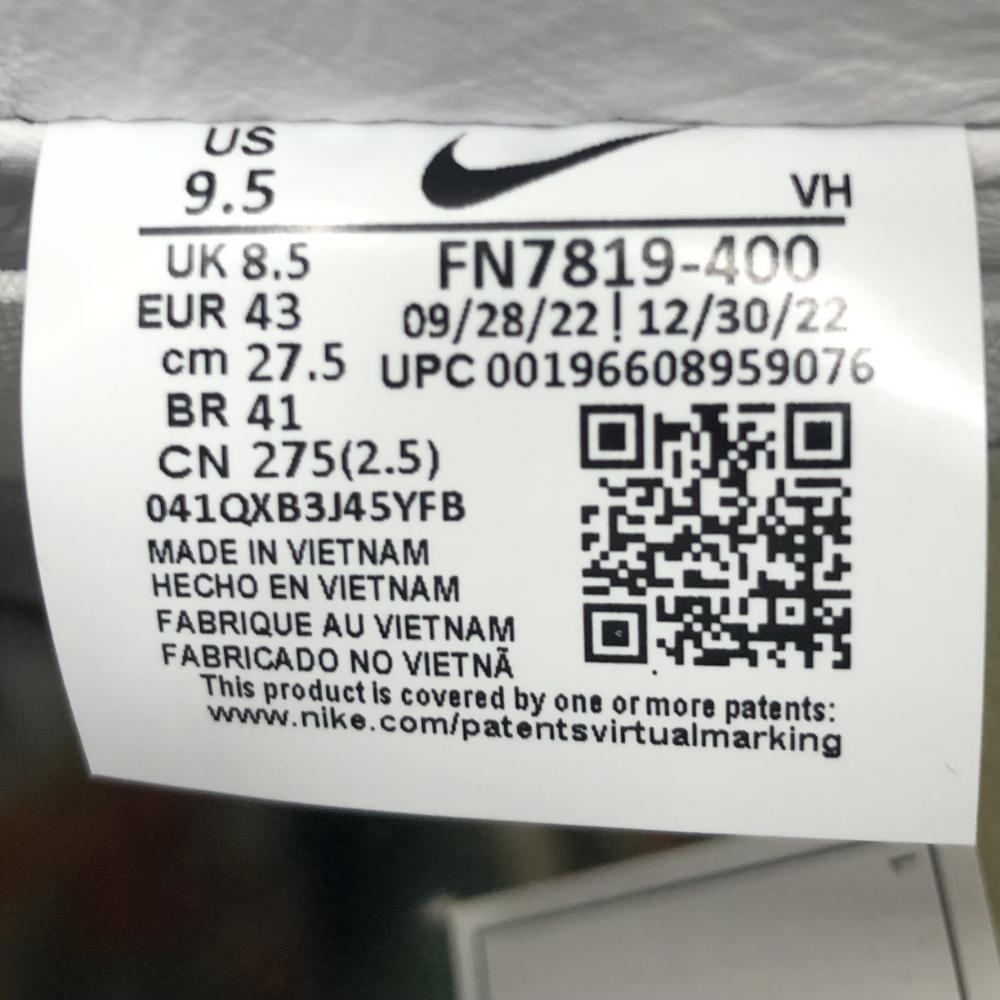 US
9.5
VH
UK 8.5
FN7819-400
EUR 43
09/28/22 | 12/30/22
cm 27.5
UPC 00196608959076
BR 41
CN 275(2.5)
041QXB3J45YFB
MADE IN VIETNAM
HECHO EN VIETNAM
FABRIQUE AU VIETNAM
FABRICADO NO VIETNÃ
This product is covered by one or more patents:
www.nike.com/patentsvirtualmarking